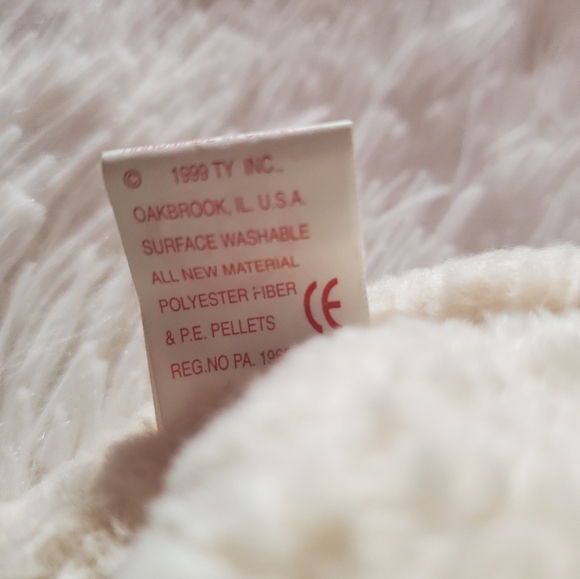 © 1999 TY INC.,
OAKBROOK, IL. U.S.A.
SURFACE WASHABLE
ALL NEW MATERIAL
POLYESTER FIBER
& P.E. PELLETS
CE
REG.NO PA.